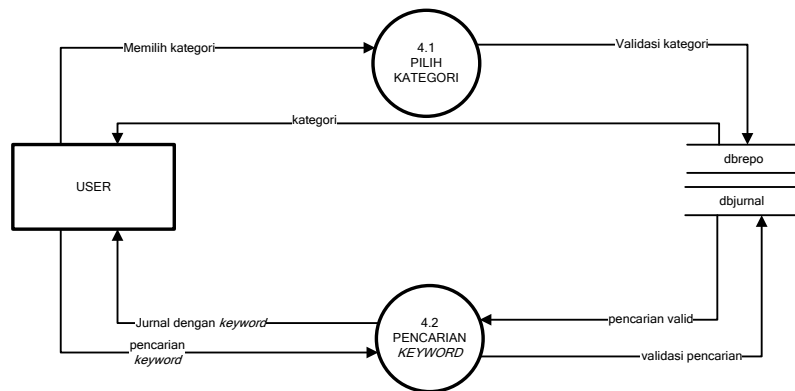 Memilih kategori
4.1
PILIH
KATEGORI
Validasi kategori
kategori
USER
dbrepo
dbjurnal
Jurnal dengan keyword
4.2
PENCARIAN
KEYWORD
pencarian valid
pencarian
keyword
validasi pencarian